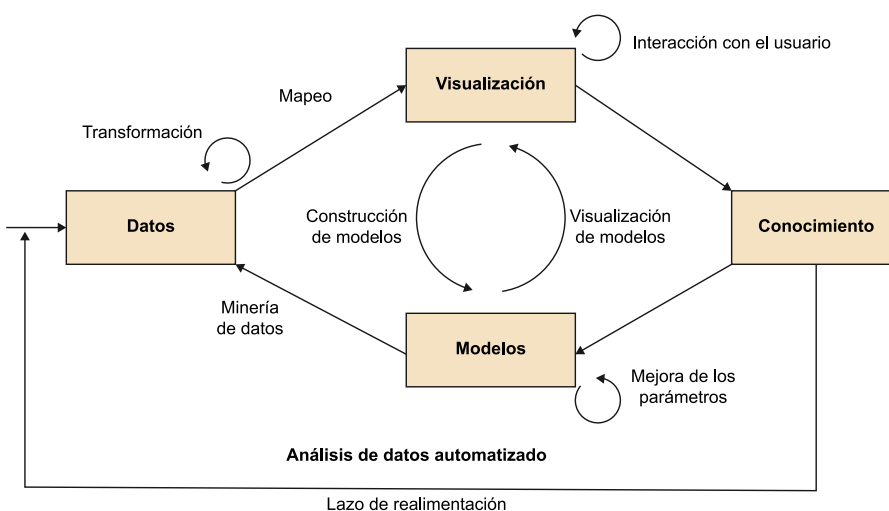 Interacción con el usuario
Visualización
Mapeo
Transformación
Datos
Construcción
de modelos
Visualización
de modelos
Conocimiento
Minería
de datos
Modelos
Mejora de los
parámetros
Análisis de datos automatizado
Lazo de realimentación